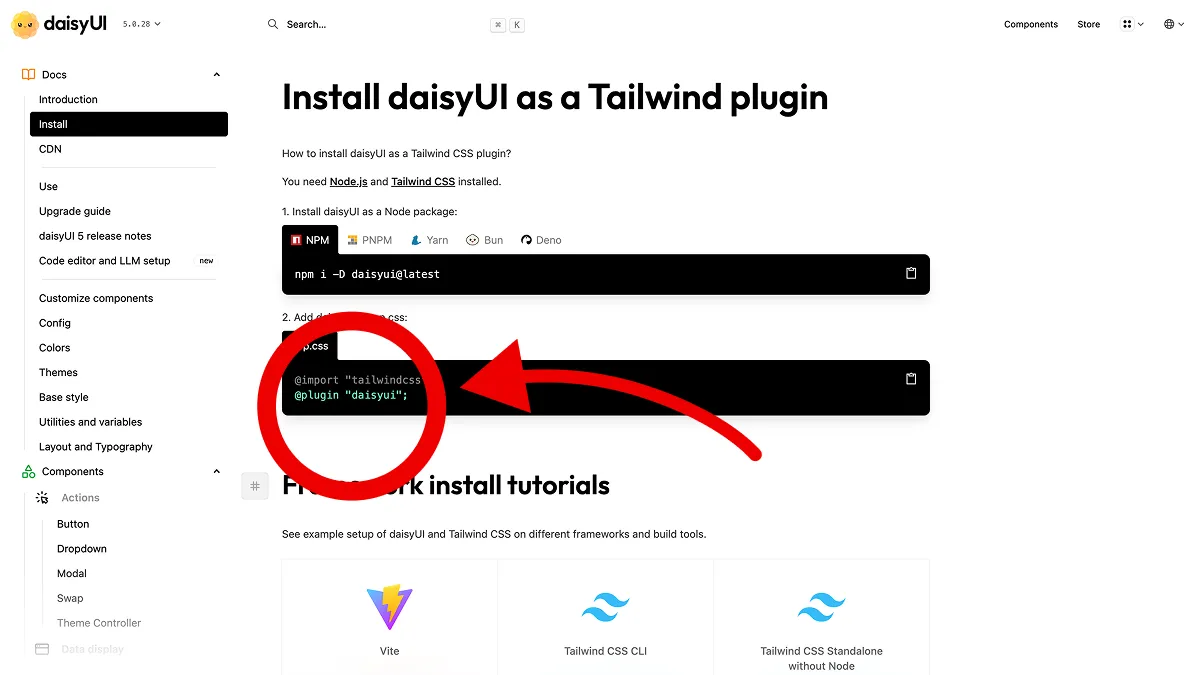 daisyUI 5.0.28
Search...
⌘ K
Components
Store
Docs
Introduction
Install
CDN
Use
Upgrade guide
daisyUI 5 release notes
Code editor and LLM setup new
Customize components
Config
Colors
Themes
Base style
Utilities and variables
Layout and Typography
Components
Actions
Button
Dropdown
Modal
Swap
Theme Controller
Data display
Install daisyUI as a Tailwind plugin
How to install daisyUI as a Tailwind CSS plugin?
You need Node.js and Tailwind CSS installed.
1. Install daisyUI as a Node package:
NPM PNPM Yarn Bun Deno
npm i -D daisyui@latest
2. Add css:
p.css
@import "tailwindcss
@plugin "daisyui";
# install tutorials
See example setup of daisyUI and Tailwind CSS on different frameworks and build tools.
Vite
Tailwind CSS CLI
Tailwind CSS Standalone
without Node